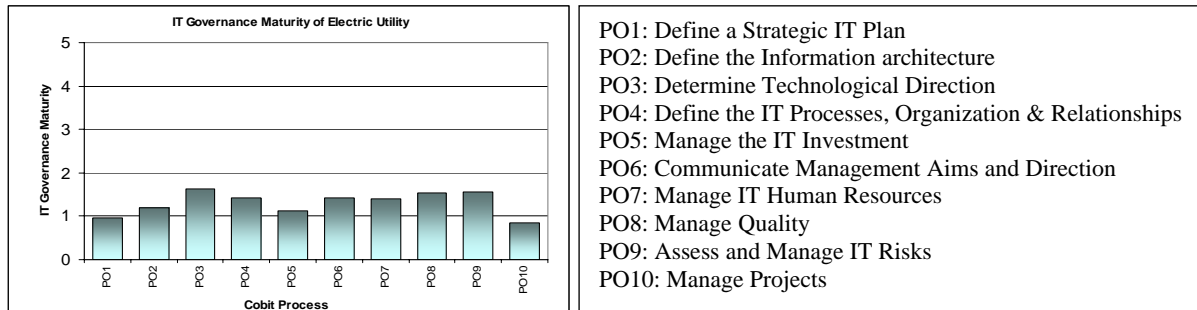 IT Governance Maturity of Electric Utility
IT Governance Maturity
5
4
3
2
1
0
PO1
PO2
PO3
PO4
PO5
PO6
PO7
PO8
PO9
PO10
Cobit Process
PO1: Define a Strategic IT Plan
PO2: Define the Information architecture
PO3: Determine Technological Direction
PO4: Define the IT Processes, Organization & Relationships
PO5: Manage the IT Investment
PO6: Communicate Management Aims and Direction
PO7: Manage IT Human Resources
PO8: Manage Quality
PO9: Assess and Manage IT Risks
PO10: Manage Projects